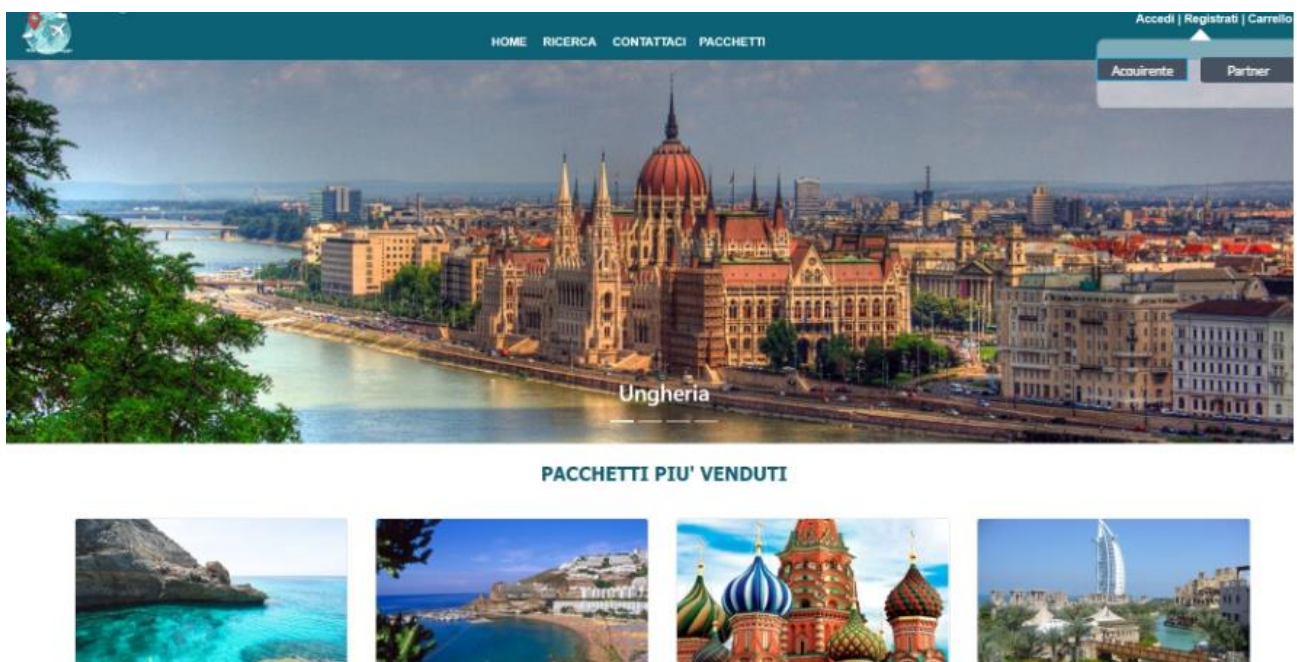 Accedi | Registrati | Carrello
HOME RICERCA CONTATTACI PACCHETTI
Acquirente Partner
Ungheria
PACCHETTI PIU' VENDUTI